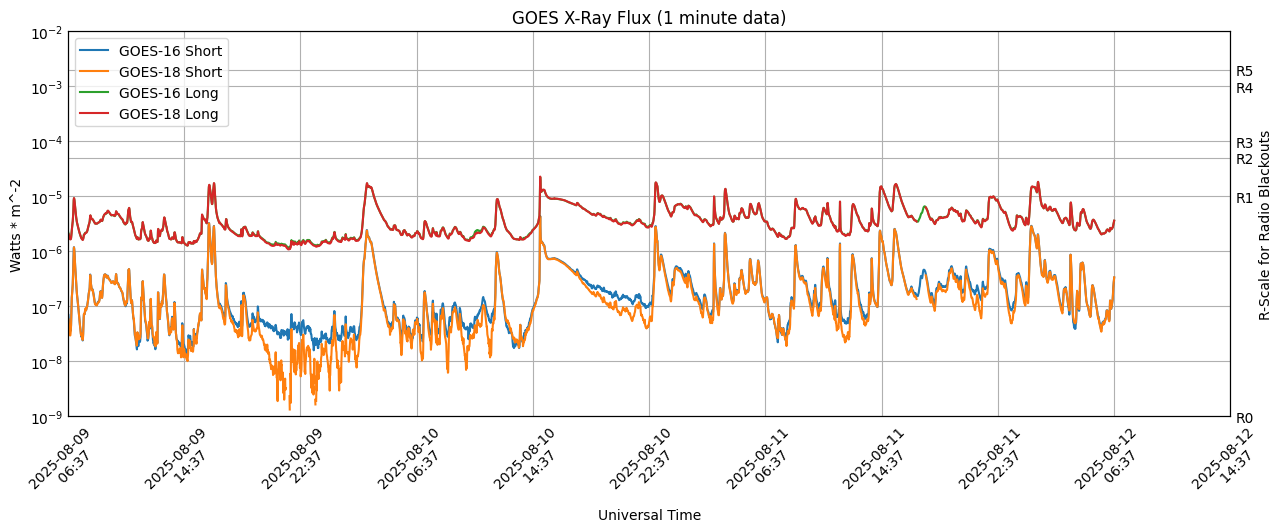 GOES X-Ray Flux (1 minute data)
GOES-16 Short
GOES-18 Short
GOES-16 Long
GOES-18 Long
10^-2
10^-3
10^-4
10^-5
10^-6
10^-7
10^-8
10^-9
Watts * m^-2
R5
R4
R3
R2
R1
R0
R-Scale for Radio Blackouts
2025-08-09
06:37
2025-08-09
14:37
2025-08-09
22:37
2025-08-10
06:37
2025-08-10
14:37
2025-08-10
22:37
2025-08-11
06:37
2025-08-11
14:37
2025-08-11
22:37
2025-08-12
06:37
2025-08-12
14:37
Universal Time